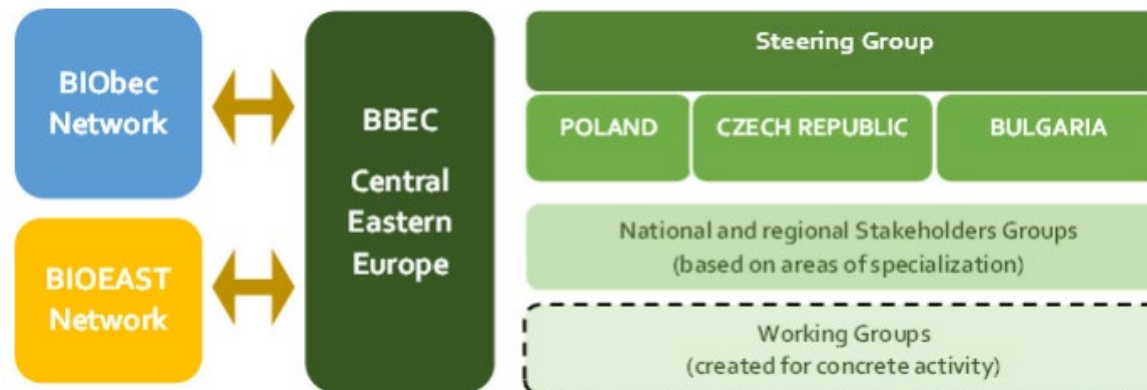 BIObec
Network
BIOEAST
Network
BBEC
Central
Eastern
Europe
Steering Group
POLAND
CZECH REPUBLIC
BULGARIA
National and regional Stakeholders Groups
(based on areas of specialization)
Working Groups
(created for concrete activity)